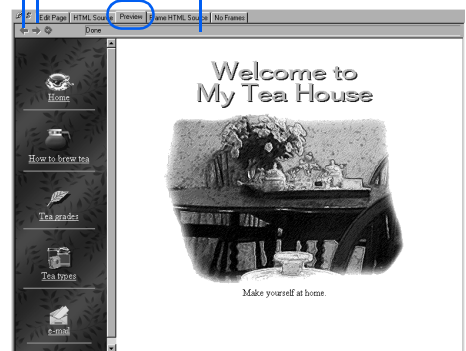 Edit Page HTML Source Preview Frame HTML Source No Frames
Done
Welcome to
My Tea House
Home
How to brew tea
Tea grades
Tea types
e-mail
Make yourself at home.